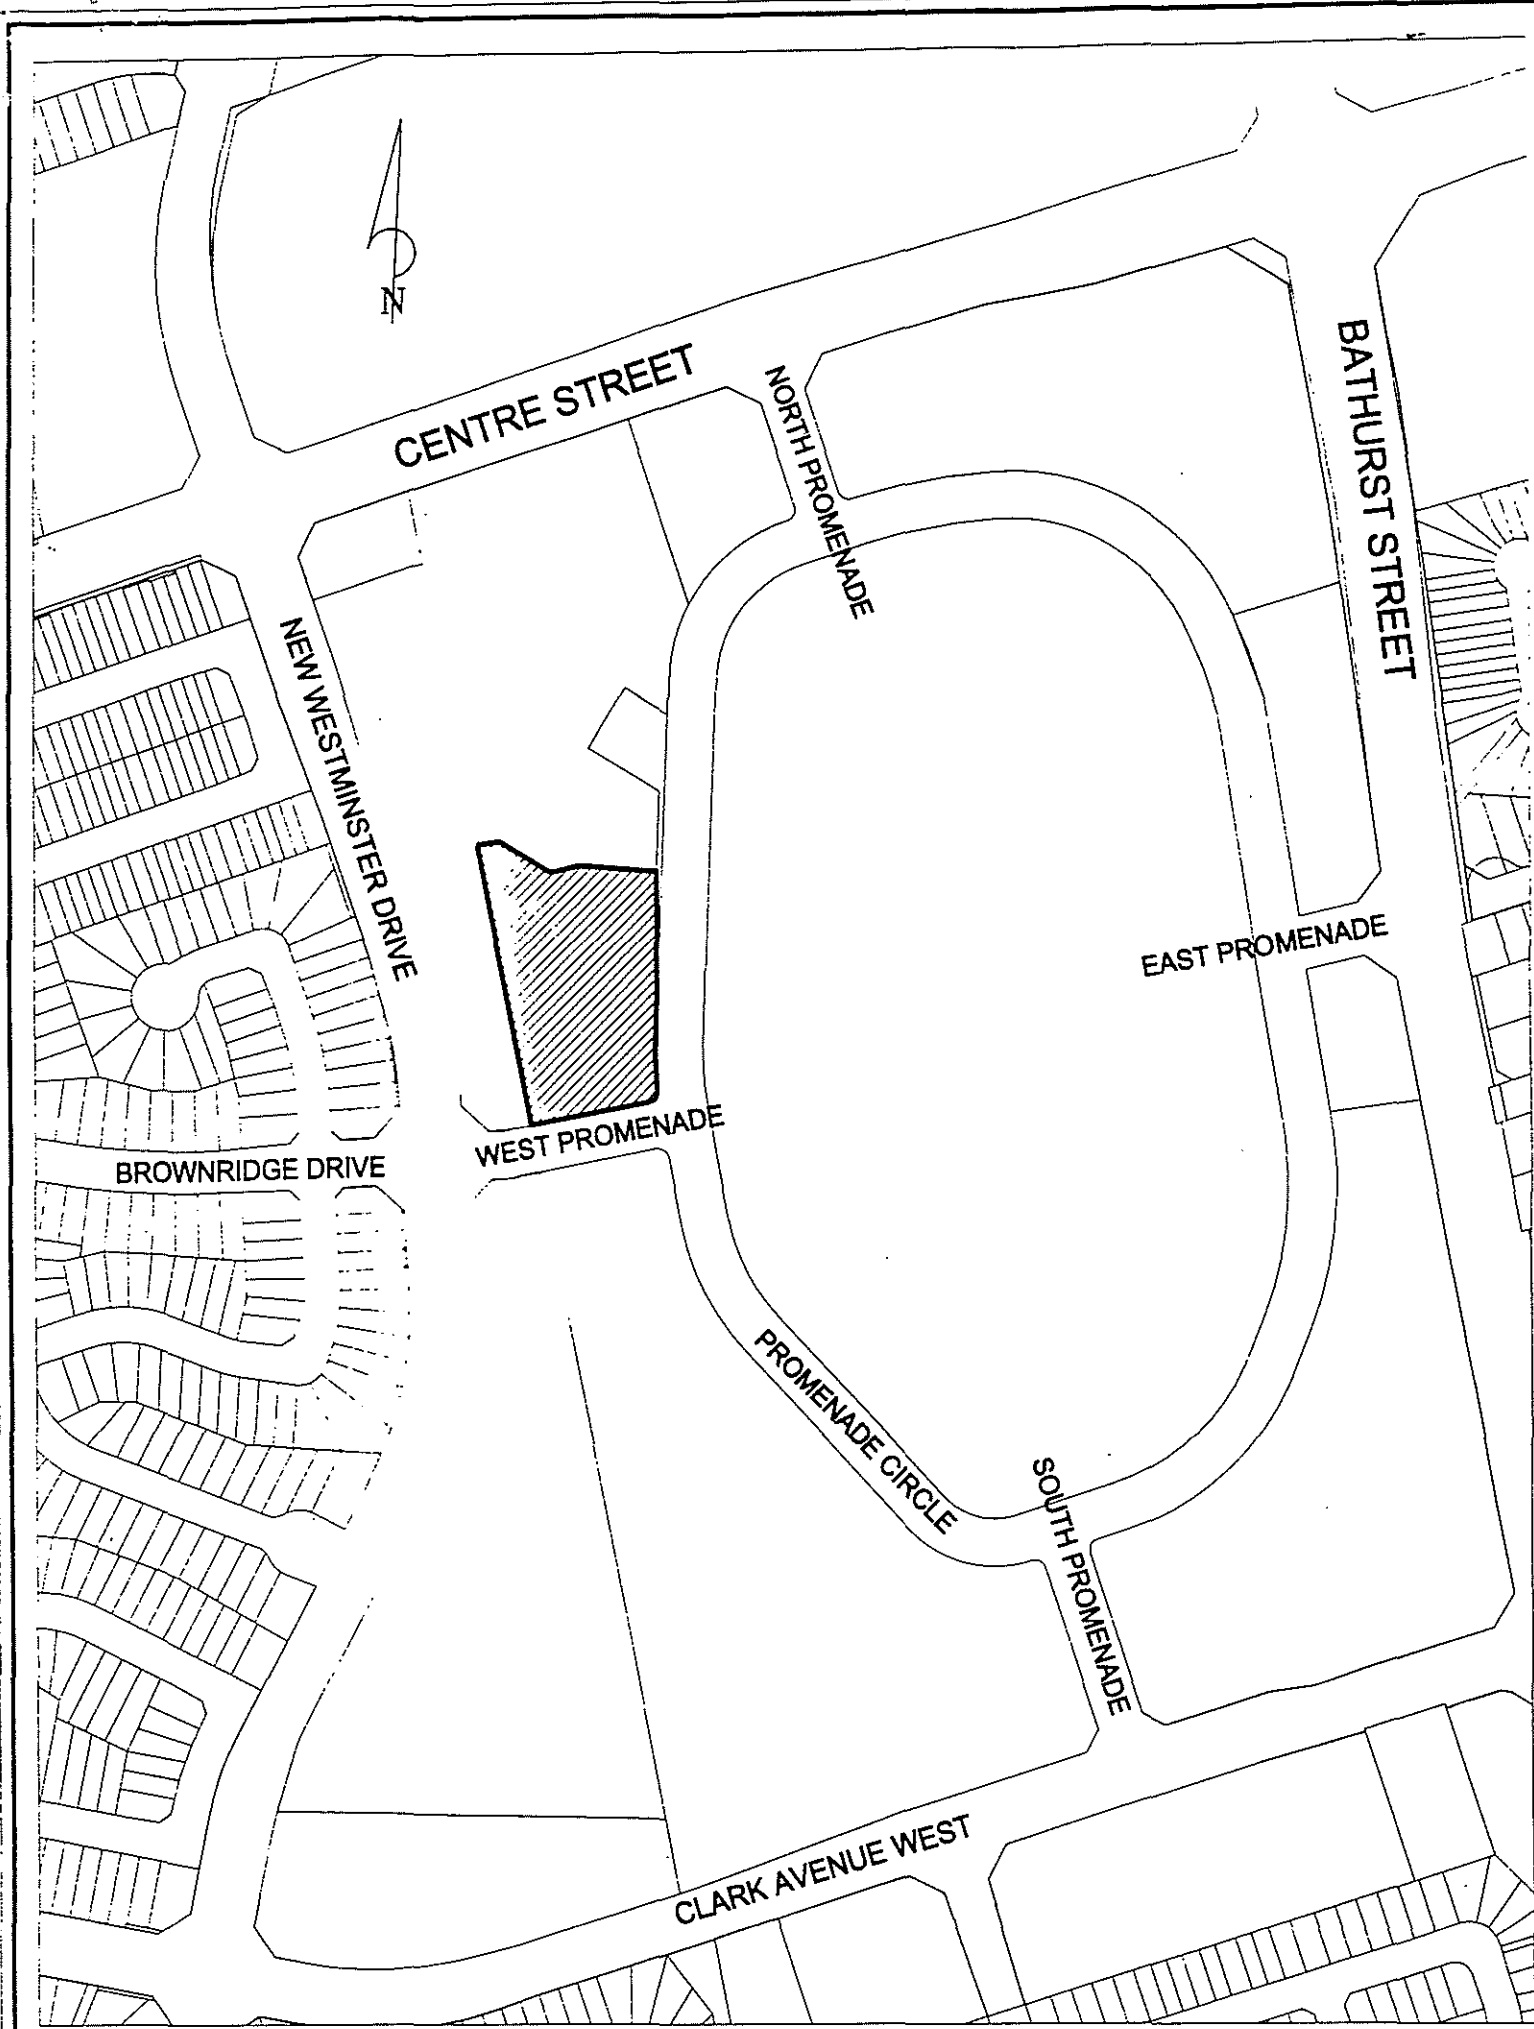 N
CENTRE STREET
NORTH PROMENADE
BATHURST STREET
NEW WESTMINSTER DRIVE
EAST PROMENADE
WEST PROMENADE
BROWNRIDGE DRIVE
PROMENADE CIRCLE
SOUTH PROMENADE
CLARK AVENUE WEST